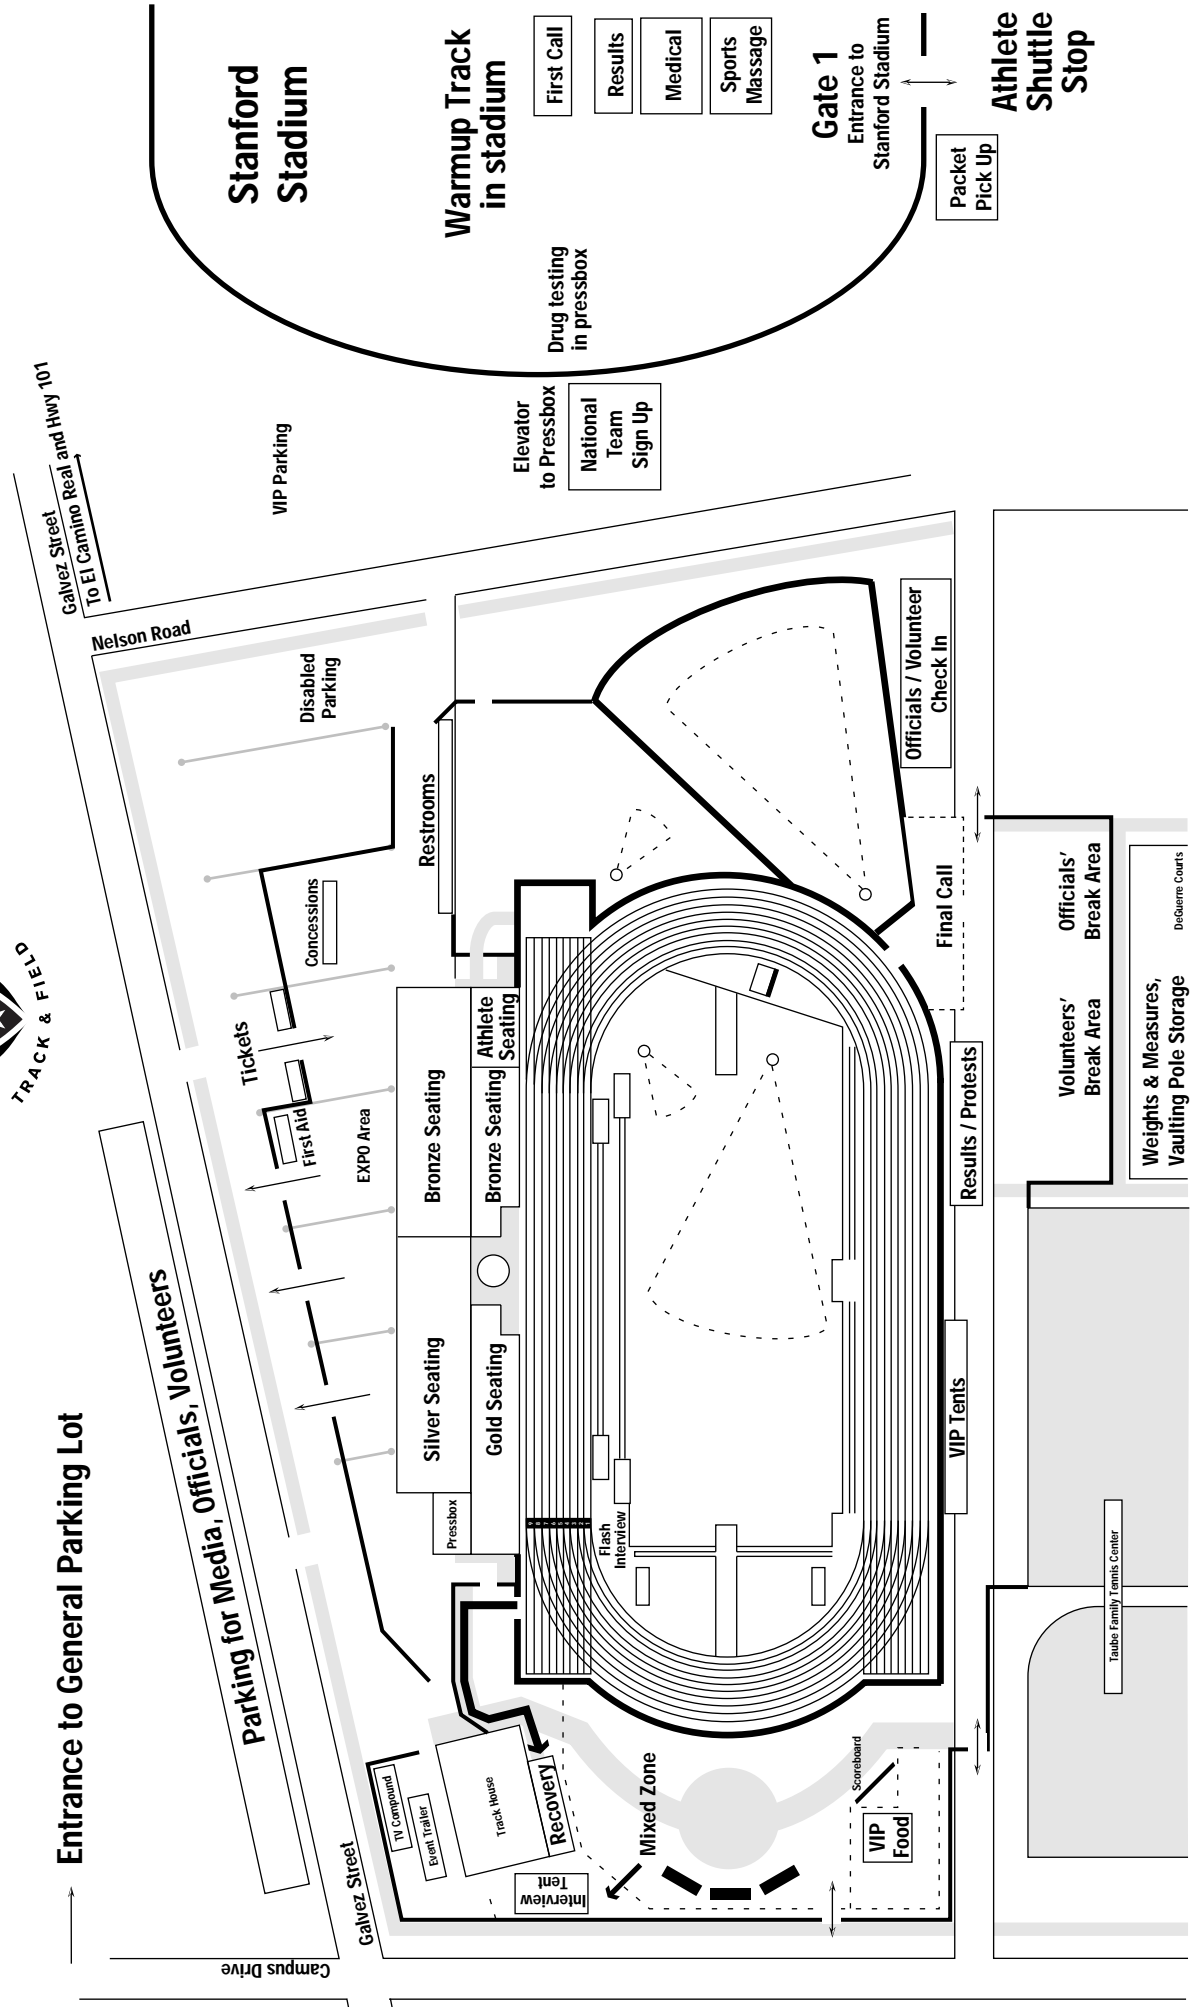 Stanford
Stadium
Warmup Track
in stadium
First Call
Results
Medical
Sports
Massage
Gate 1
Entrance to
Stanford Stadium
Athlete
Shuttle
Stop
Packet
Pick Up
Drug testing
in pressbox
Elevator
to Pressbox
National
Team
Sign Up
VIP Parking
Galvez Street
To El Camino Real and Hwy 101
Nelson Road
Disabled
Parking
Restrooms
Concessions
Officials / Volunteer
Check In
TRACK & FIELD
Tickets
First Aid
EXPO Area
Bronze Seating
Athlete
Seating
Bronze Seating
Final Call
Officials'
Break Area
Volunteers'
Break Area
DeGuerre Courts
Weights & Measures,
Vaulting Pole Storage
Results / Protests
Silver Seating
Gold Seating
Pressbox
Flash
Interview
VIP Tents
Taube Family Tennis Center
Entrance to General Parking Lot
Parking for Media, Officials, Volunteers
Galvez Street
Campus Drive
TV Compound
Event Trailer
Track House
Recovery
Interview
Tent
Mixed Zone
Scoreboard
VIP
Food